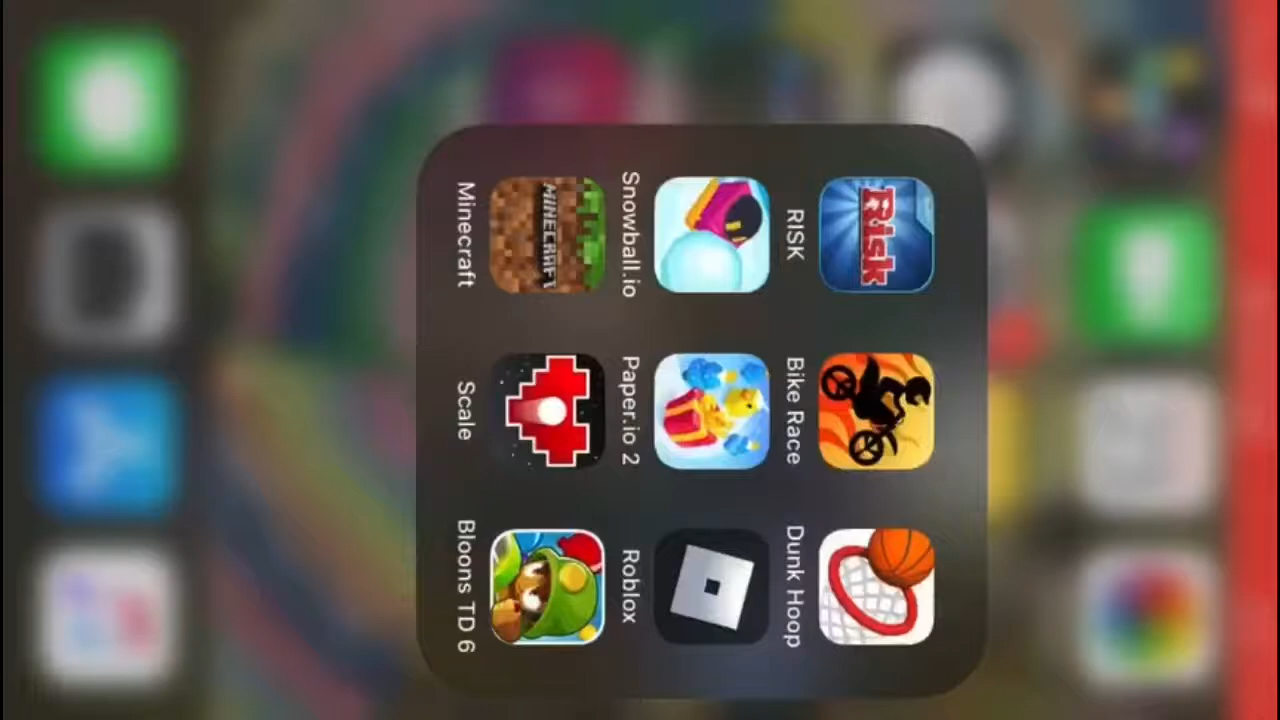 Risk
RISK
Bike Race
Dunk Hoop
Snowball.io
Paper.io 2
Roblox
MINECRAFT
Minecraft
Scale
Bloons TD 6